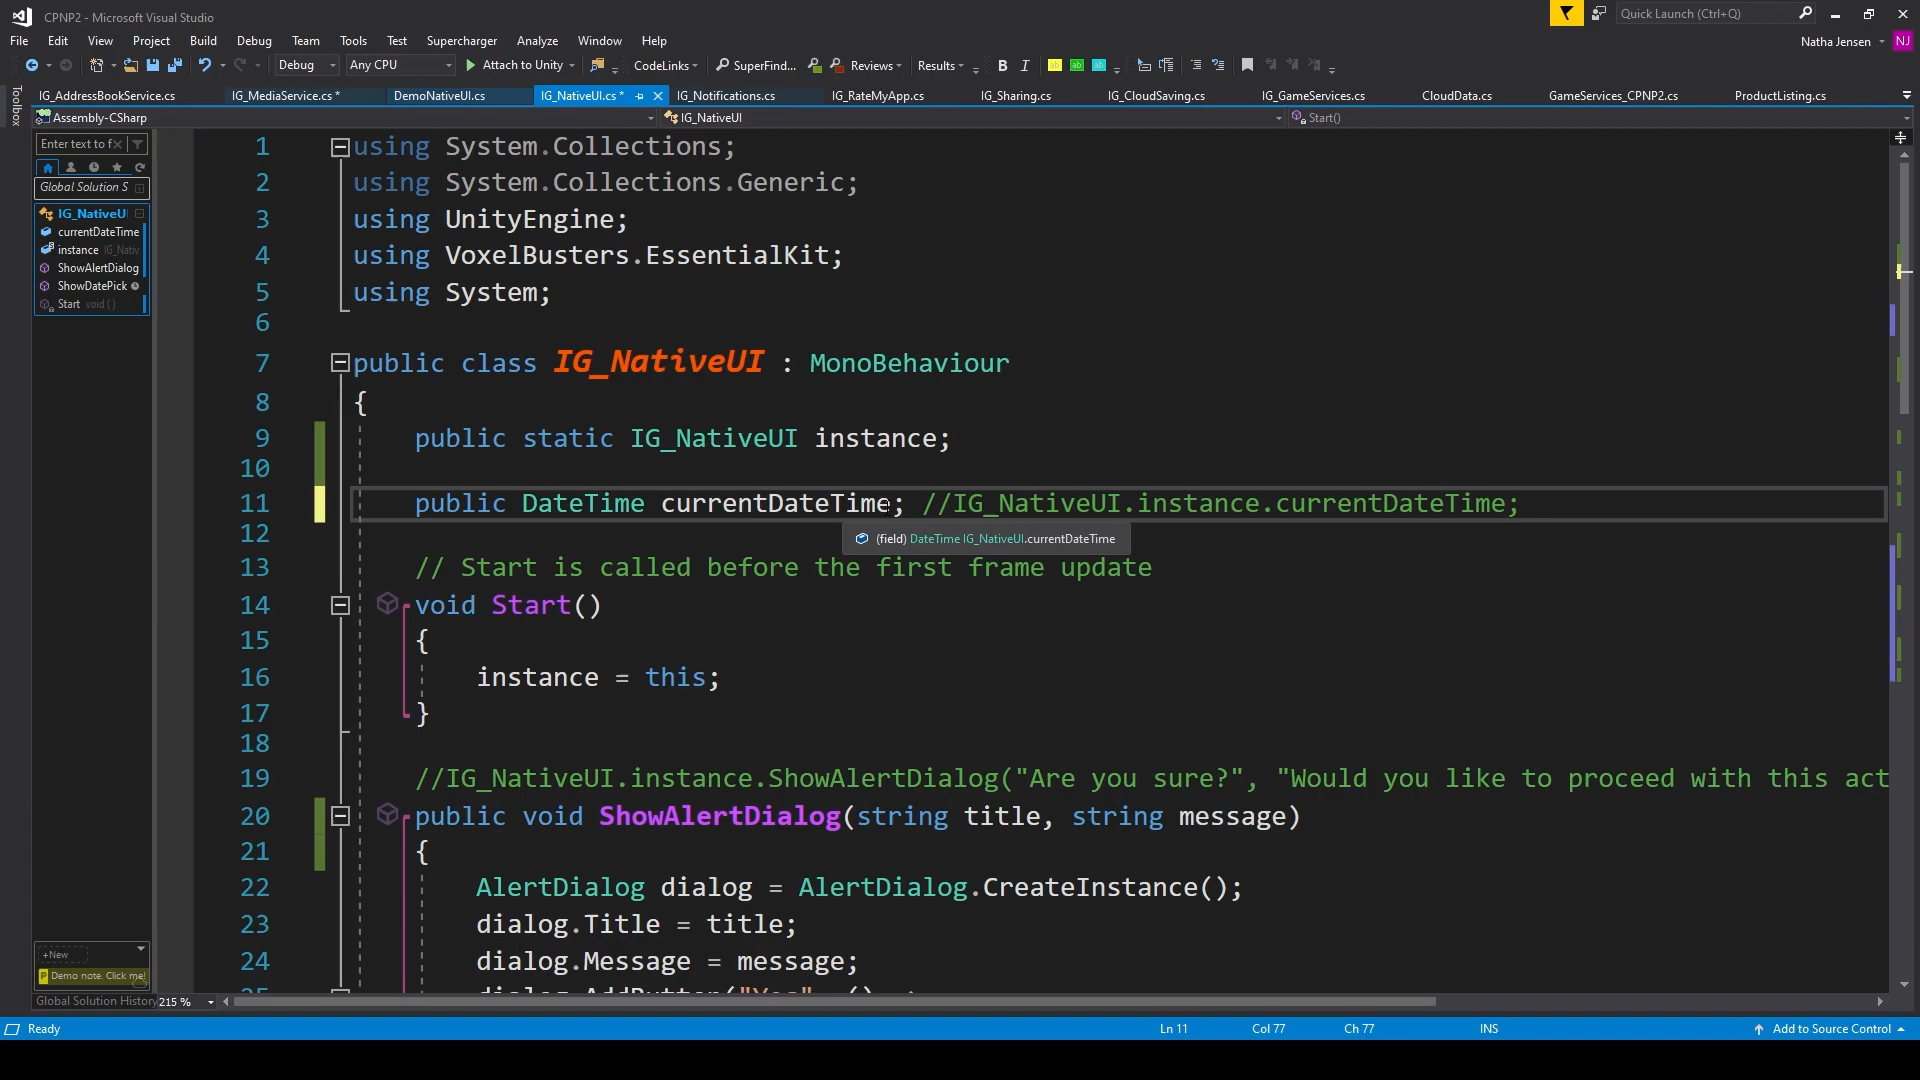 CPNP2 - Microsoft Visual Studio
Quick Launch (Ctrl+Q)
File Edit View Project Build Debug Team Tools Test Supercharger Analyze Window Help
Natha Jensen NJ
Debug Any CPU Attach to Unity CodeLinks SuperFind... Reviews Results B I
Toolbox
IG_AddressBookService.cs IG_MediaService.cs* DemoNativeUI.cs IG_NativeUI.cs* IG_Notifications.cs IG_RateMyApp.cs IG_Sharing.cs IG_CloudSaving.cs IG_GameServices.cs CloudData.cs GameServices_CPNP2.cs ProductListing.cs
Assembly-CSharp IG_NativeUI Start()
Enter text to f
Global Solution S
IG_NativeU
currentDateTime
instance IG_Nativ
ShowAlertDialog
ShowDatePick
Start void ()
1 using System.Collections;
2 using System.Collections.Generic;
3 using UnityEngine;
4 using VoxelBusters.EssentialKit;
5 using System;
6
7 public class IG_NativeUI : MonoBehaviour
8 {
9 public static IG_NativeUI instance;
10
11 public DateTime currentDateTime; //IG_NativeUI.instance.currentDateTime;
(field) DateTime IG_NativeUI.currentDateTime
12
13 // Start is called before the first frame update
14 void Start()
15 {
16 instance = this;
17 }
18
19 //IG_NativeUI.instance.ShowAlertDialog("Are you sure?", "Would you like to proceed with this act
20 public void ShowAlertDialog(string title, string message)
21 {
22 AlertDialog dialog = AlertDialog.CreateInstance();
23 dialog.Title = title;
24 dialog.Message = message;
25 dialog.AddButton("Yes", ()
+New
Demo note. Click me!
Global Solution History 215 %
Ready Ln 11 Col 77 Ch 77 INS Add to Source Control